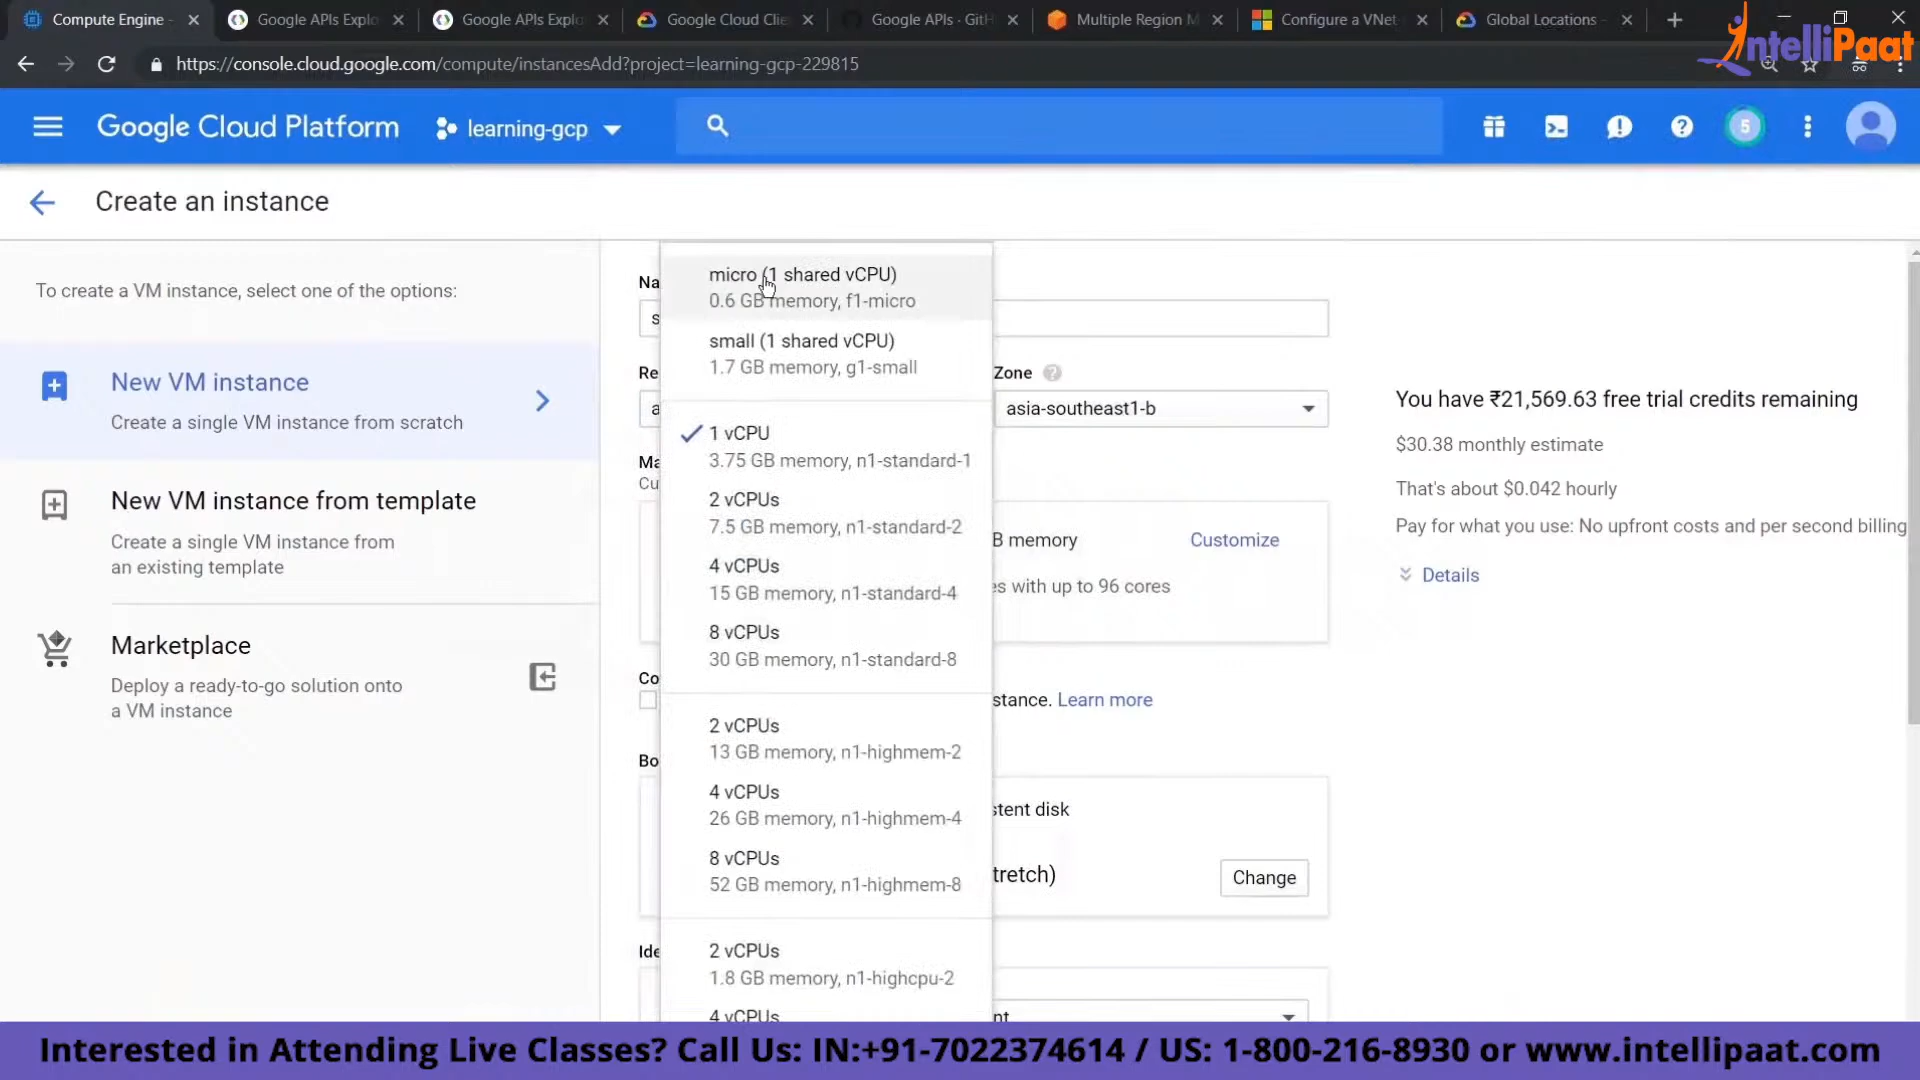 Compute Engine -
Google APIs Explo
Google APIs Explo
Google Cloud Clie
Google APIs · GitH
Multiple Region M
Configure a VNet
Global Locations -
IntelliPaat
https://console.cloud.google.com/compute/instancesAdd?project=learning-gcp-229815
Google Cloud Platform
learning-gcp
5
Create an instance
To create a VM instance, select one of the options:
New VM instance
Create a single VM instance from scratch
New VM instance from template
Create a single VM instance from
an existing template
Marketplace
Deploy a ready-to-go solution onto
a VM instance
Na
s
Re
a
Ma
Cu
Co
Bo
Ide
micro (1 shared vCPU)
0.6 GB memory, f1-micro
small (1 shared vCPU)
1.7 GB memory, g1-small
1 vCPU
3.75 GB memory, n1-standard-1
2 vCPUs
7.5 GB memory, n1-standard-2
4 vCPUs
15 GB memory, n1-standard-4
8 vCPUs
30 GB memory, n1-standard-8
2 vCPUs
13 GB memory, n1-highmem-2
4 vCPUs
26 GB memory, n1-highmem-4
8 vCPUs
52 GB memory, n1-highmem-8
2 vCPUs
1.8 GB memory, n1-highcpu-2
4 vCPUs
Zone
asia-southeast1-b
B memory
Customize
es with up to 96 cores
stance. Learn more
stent disk
tretch)
Change
nt
You have ₹21,569.63 free trial credits remaining
$30.38 monthly estimate
That's about $0.042 hourly
Pay for what you use: No upfront costs and per second billing
Details
Interested in Attending Live Classes? Call Us: IN:+91-7022374614 / US: 1-800-216-8930 or www.intellipaat.com